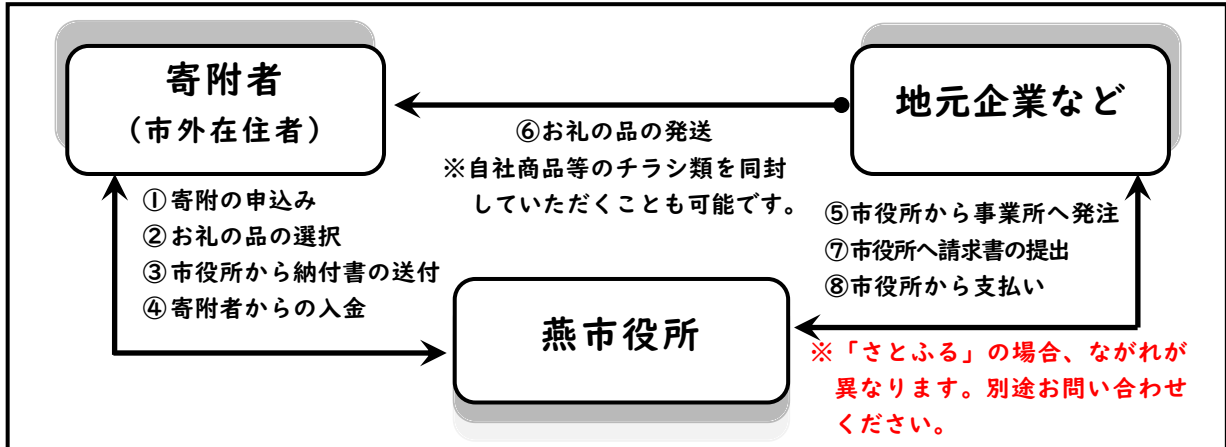 寄附者
（市外在住者）
地元企業など
⑥お礼の品の発送
※自社商品等のチラシ類を同封
していただくことも可能です。
①寄附の申込み
②お礼の品の選択
③市役所から納付書の送付
④寄附者からの入金
⑤市役所から事業所へ発注
⑦市役所へ請求書の提出
⑧市役所から支払い
燕市役所
※「さとふる」の場合、ながれが
異なります。別途お問い合わせ
ください。